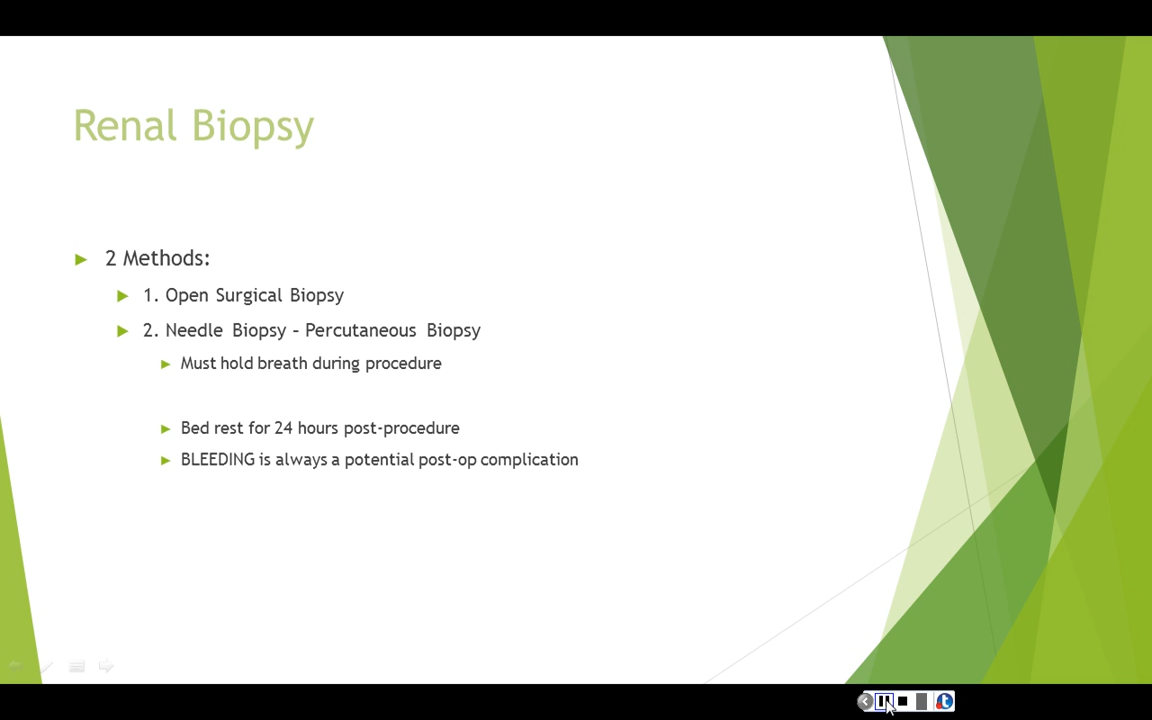 Renal Biopsy
2 Methods:
1. Open Surgical Biopsy
2. Needle Biopsy – Percutaneous Biopsy
Must hold breath during procedure
Bed rest for 24 hours post-procedure
BLEEDING is always a potential post-op complication